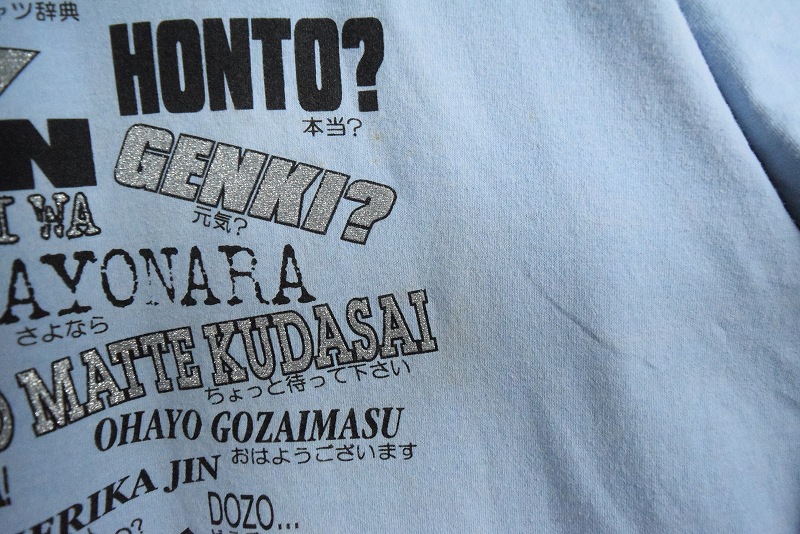 ャツ辞典
HONTO?
本当?
N
GENKI?
元気?
I WA
AYONARA
さよなら
O MATTE KUDASAI
ちょっと待って下さい
OHAYO GOZAIMASU
おはようございます
!
MERIKA JIN
?
DOZO...